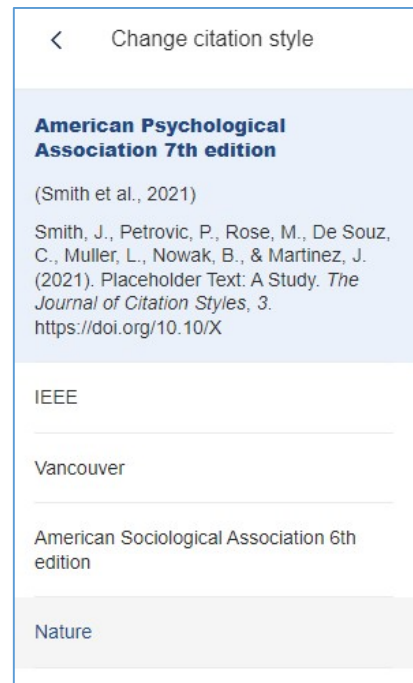 Change citation style
American Psychological
Association 7th edition
(Smith et al., 2021)
Smith, J., Petrovic, P., Rose, M., De Souz,
C., Muller, L., Nowak, B., & Martinez, J.
(2021). Placeholder Text: A Study. The
Journal of Citation Styles, 3.
https://doi.org/10.10/X
IEEE
Vancouver
American Sociological Association 6th
edition
Nature